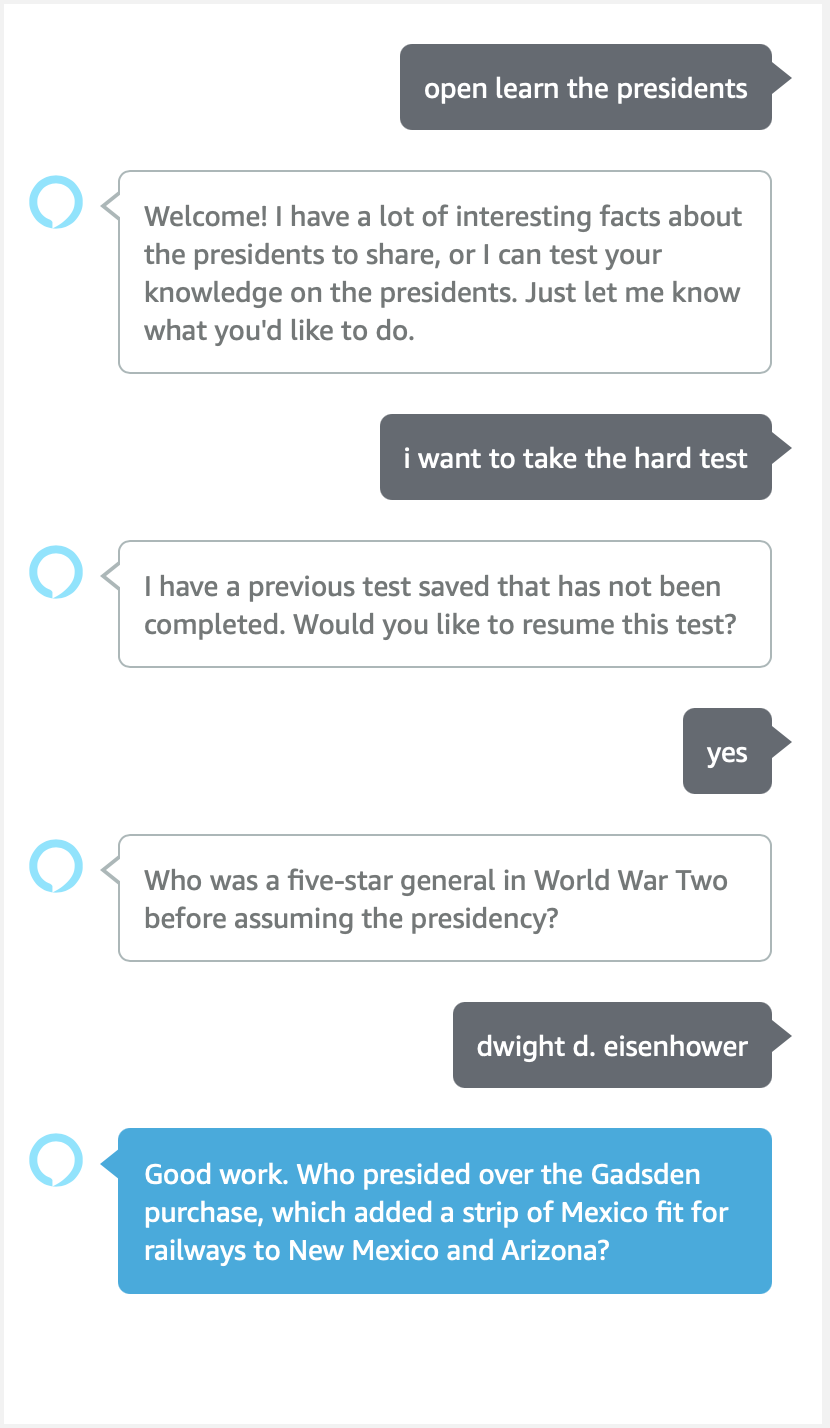 open learn the presidents
Welcome! I have a lot of interesting facts about
the presidents to share, or I can test your
knowledge on the presidents. Just let me know
what you'd like to do.
i want to take the hard test
I have a previous test saved that has not been
completed. Would you like to resume this test?
yes
Who was a five-star general in World War Two
before assuming the presidency?
dwight d. eisenhower
Good work. Who presided over the Gadsden
purchase, which added a strip of Mexico fit for
railways to New Mexico and Arizona?